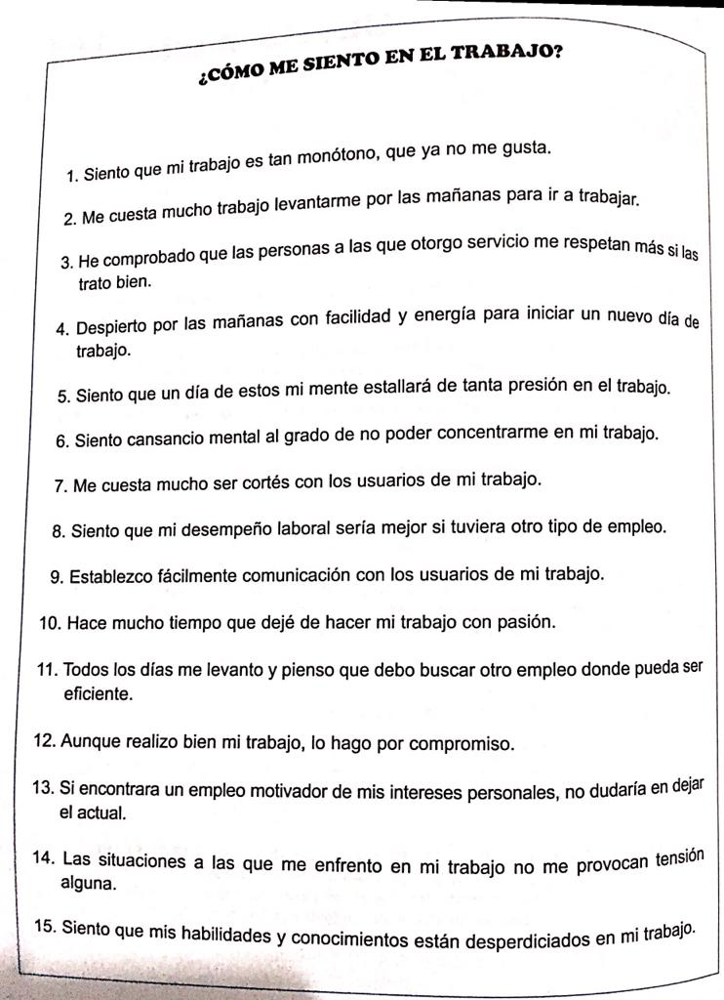 ¿CÓMO ME SIENTO EN EL TRABAJO?
1. Siento que mi trabajo es tan monótono, que ya no me gusta.
2. Me cuesta mucho trabajo levantarme por las mañanas para ir a trabajar.
3. He comprobado que las personas a las que otorgo servicio me respetan más si las
trato bien.
4. Despierto por las mañanas con facilidad y energía para iniciar un nuevo día de
trabajo.
5. Siento que un día de estos mi mente estallará de tanta presión en el trabajo.
6. Siento cansancio mental al grado de no poder concentrarme en mi trabajo.
7. Me cuesta mucho ser cortés con los usuarios de mi trabajo.
8. Siento que mi desempeño laboral sería mejor si tuviera otro tipo de empleo.
9. Establezco fácilmente comunicación con los usuarios de mi trabajo.
10. Hace mucho tiempo que dejé de hacer mi trabajo con pasión.
11. Todos los días me levanto y pienso que debo buscar otro empleo donde pueda ser
eficiente.
12. Aunque realizo bien mi trabajo, lo hago por compromiso.
13. Si encontrara un empleo motivador de mis intereses personales, no dudaría en dejar
el actual.
14. Las situaciones a las que me enfrento en mi trabajo no me provocan tensión
alguna.
15. Siento que mis habilidades y conocimientos están desperdiciados en mi trabajo.